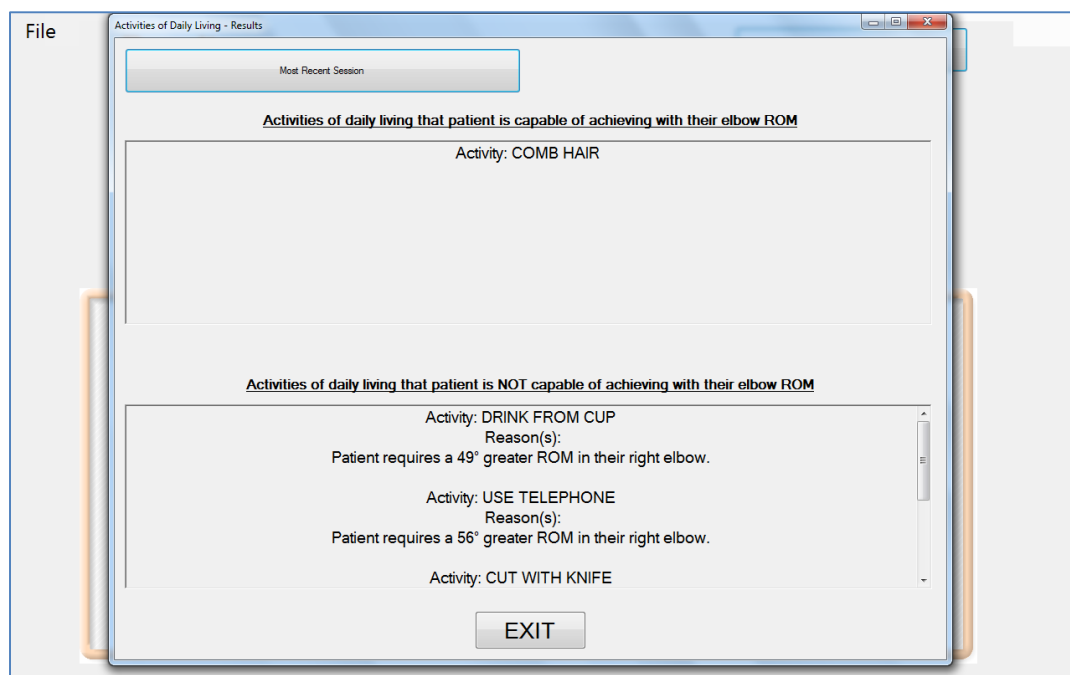 File
Activities of Daily Living - Results
Most Recent Session
Activities of daily living that patient is capable of achieving with their elbow ROM
Activity: COMB HAIR
Activities of daily living that patient is NOT capable of achieving with their elbow ROM
Activity: DRINK FROM CUP
Reason(s):
Patient requires a 49° greater ROM in their right elbow.
Activity: USE TELEPHONE
Reason(s):
Patient requires a 56° greater ROM in their right elbow.
Activity: CUT WITH KNIFE
EXIT